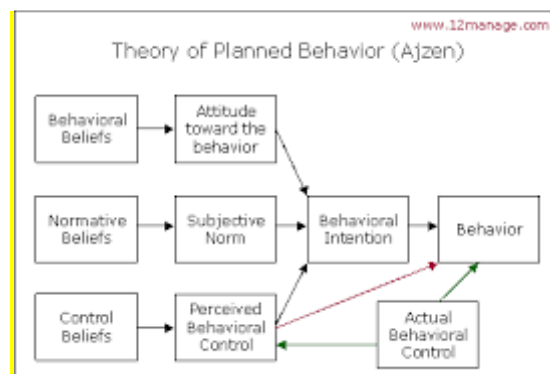 www.12manage.com
Theory of Planned Behavior (Ajzen)
Behavioral
Beliefs
Attitude
toward the
behavior
Normative
Beliefs
Subjective
Norm
Behavioral
Intention
Behavior
Control
Beliefs
Perceived
Behavioral
Control
Actual
Behavioral
Control